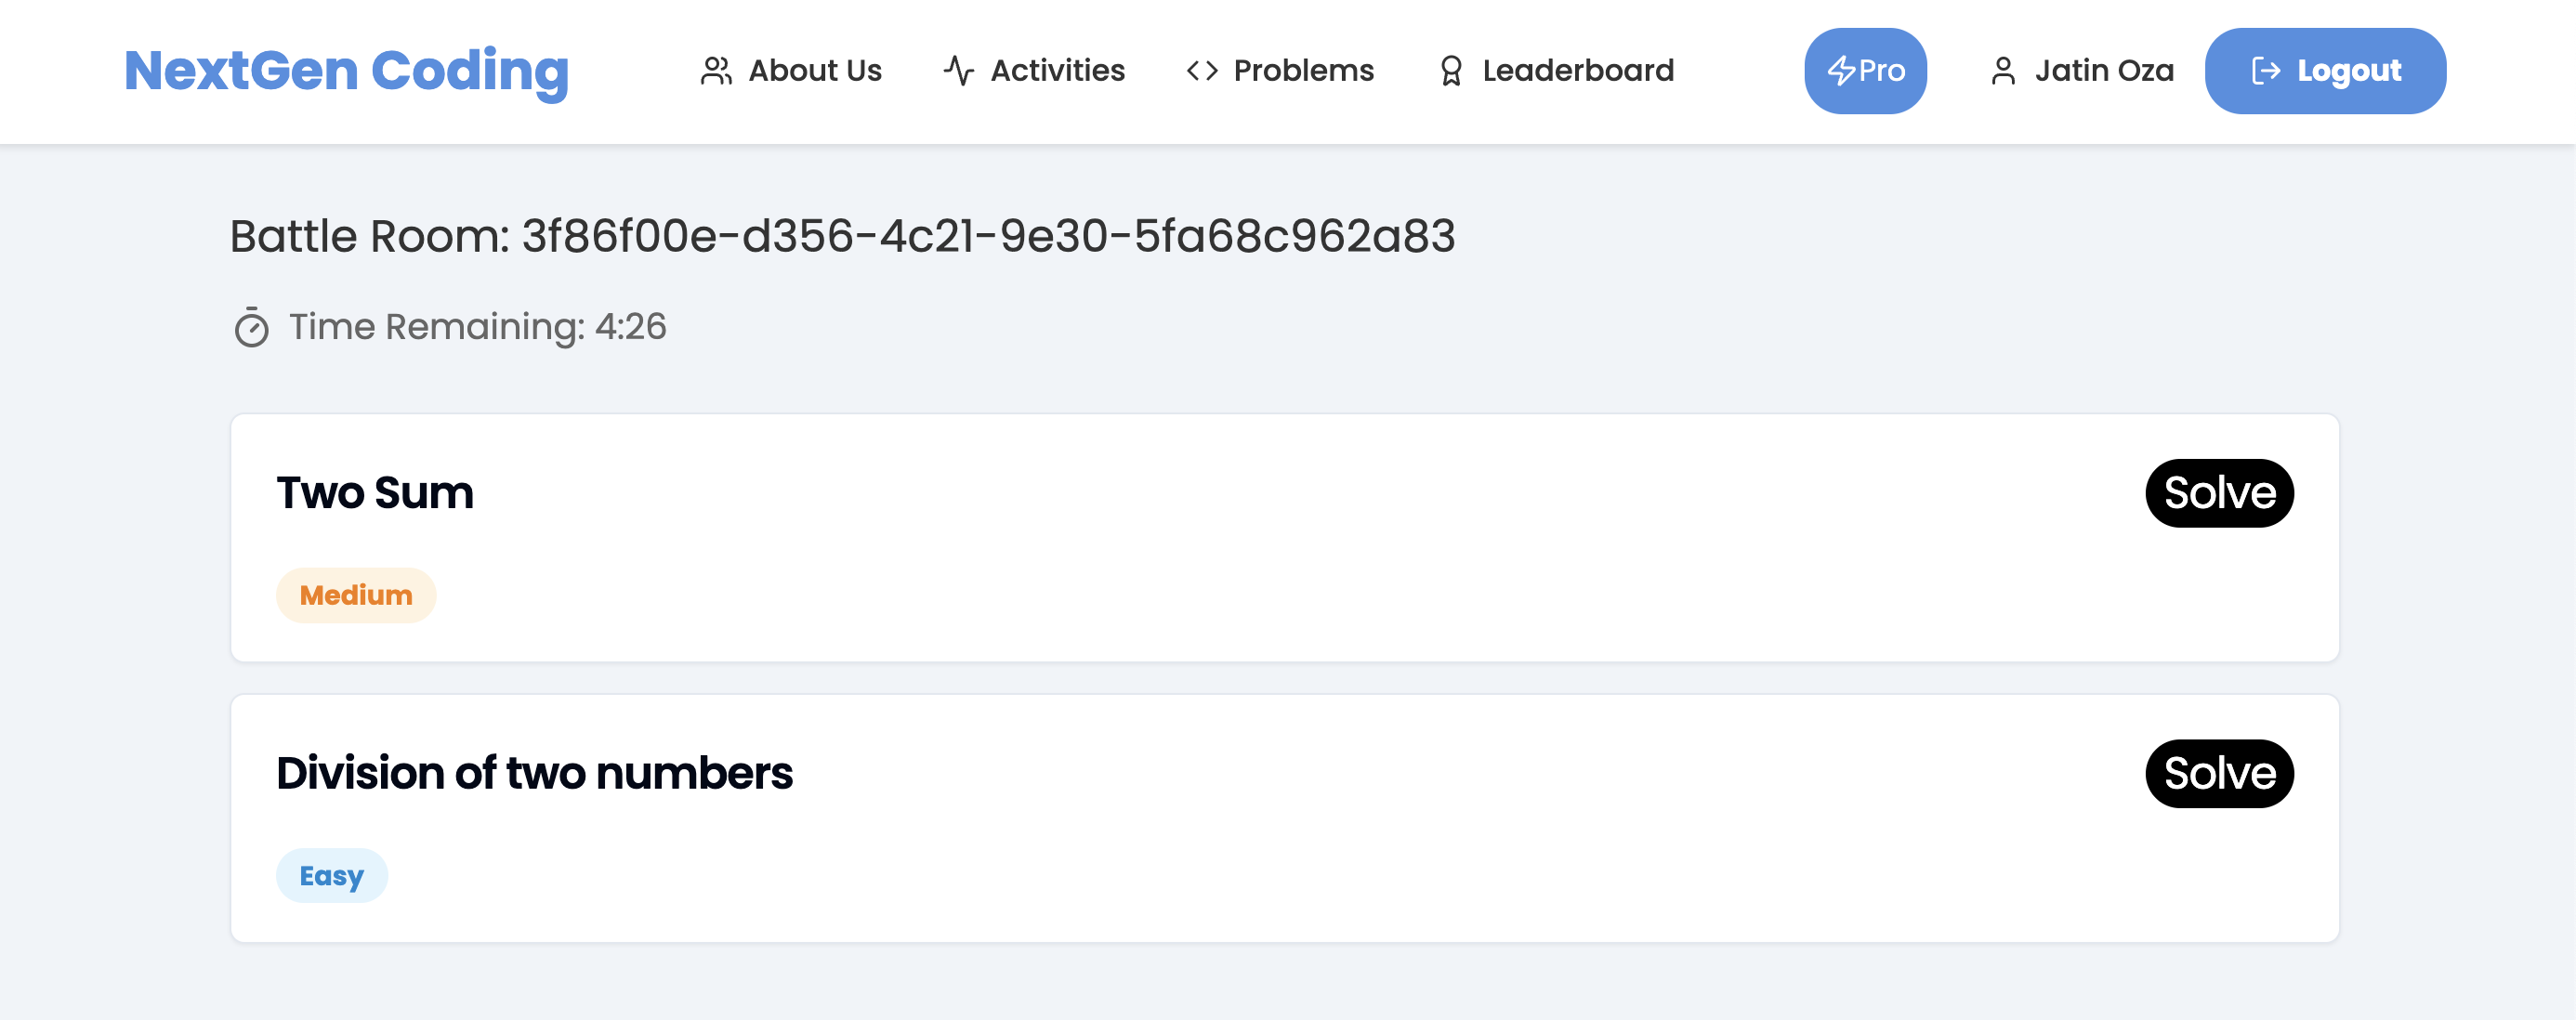 NextGen Coding About Us Activities Problems Leaderboard Pro Jatin Oza Logout
Battle Room: 3f86f00e-d356-4c21-9e30-5fa68c962a83
Time Remaining: 4:26
Two Sum Solve
Medium
Division of two numbers Solve
Easy